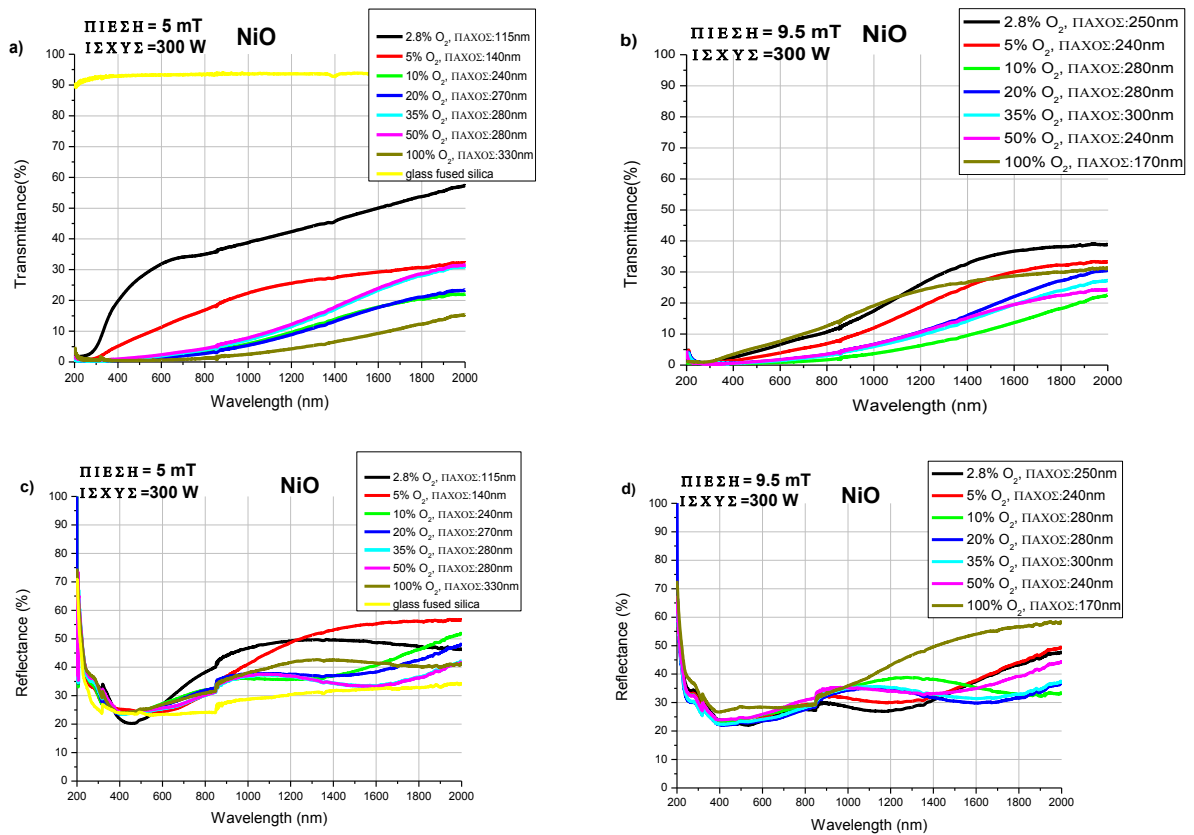 a)
ΠΙΕΣΗ = 5 mT
ΙΣΧΥΣ =300 W
NiO
2.8% O2, ΠΑΧΟΣ:115nm
5% O2, ΠΑΧΟΣ:140nm
10% O2, ΠΑΧΟΣ:240nm
20% O2, ΠΑΧΟΣ:270nm
35% O2, ΠΑΧΟΣ:280nm
50% O2, ΠΑΧΟΣ:280nm
100% O2, ΠΑΧΟΣ:330nm
glass fused silica
Transmittance(%)
100
90
80
70
60
50
40
30
20
10
0
200 400 600 800 1000 1200 1400 1600 1800 2000
Wavelength (nm)
b)
ΠΙΕΣΗ = 9.5 mT
ΙΣΧΥΣ =300W
NiO
2.8% O2, ΠΑΧΟΣ:250nm
5% O2, ΠΑΧΟΣ:240nm
10% O2, ΠΑΧΟΣ:280nm
20% O2, ΠΑΧΟΣ:280nm
35% O2, ΠΑΧΟΣ:300nm
50% O2, ΠΑΧΟΣ:240nm
100% O2, ΠΑΧΟΣ:170nm
Transmittance(%)
100
90
80
70
60
50
40
30
20
10
0
200 400 600 800 1000 1200 1400 1600 1800 2000
Wavelength (nm)
c)
ΠΙΕΣΗ = 5 mT
ΙΣΧΥΣ =300 W
NiO
2.8% O2, ΠΑΧΟΣ:115nm
5% O2, ΠΑΧΟΣ:140nm
10% O2, ΠΑΧΟΣ:240nm
20% O2, ΠΑΧΟΣ:270nm
35% O2, ΠΑΧΟΣ:280nm
50% O2, ΠΑΧΟΣ:280nm
100% O2, ΠΑΧΟΣ:330nm
glass fused silica
Reflectance (%)
100
90
80
70
60
50
40
30
20
10
0
200 400 600 800 1000 1200 1400 1600 1800 2000
Wavelength (nm)
d)
ΠΙΕΣΗ = 9.5 mT
ΙΣΧΥΣ =300 W
NiO
2.8% O2, ΠΑΧΟΣ:250nm
5% O2, ΠΑΧΟΣ:240nm
10% O2, ΠΑΧΟΣ:280nm
20% O2, ΠΑΧΟΣ:280nm
35% O2, ΠΑΧΟΣ:300nm
50% O2, ΠΑΧΟΣ:240nm
100% O2, ΠΑΧΟΣ:170nm
Reflectance (%)
100
90
80
70
60
50
40
30
20
10
0
200 400 600 800 1000 1200 1400 1600 1800 2000
Wavelength (nm)